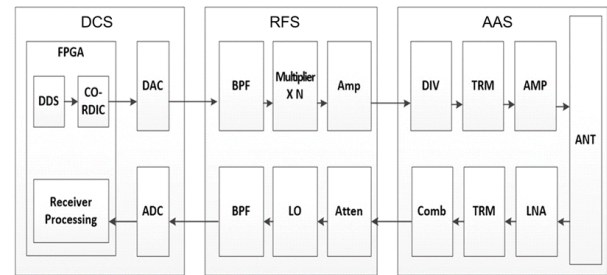 DCS
RFS
AAS
FPGA
DDS
CO-
RDIC
DAC
BPF
Multiplier
X N
Amp
DIV
TRM
AMP
ANT
Receiver
Processing
ADC
BPF
LO
Atten
Comb
TRM
LNA